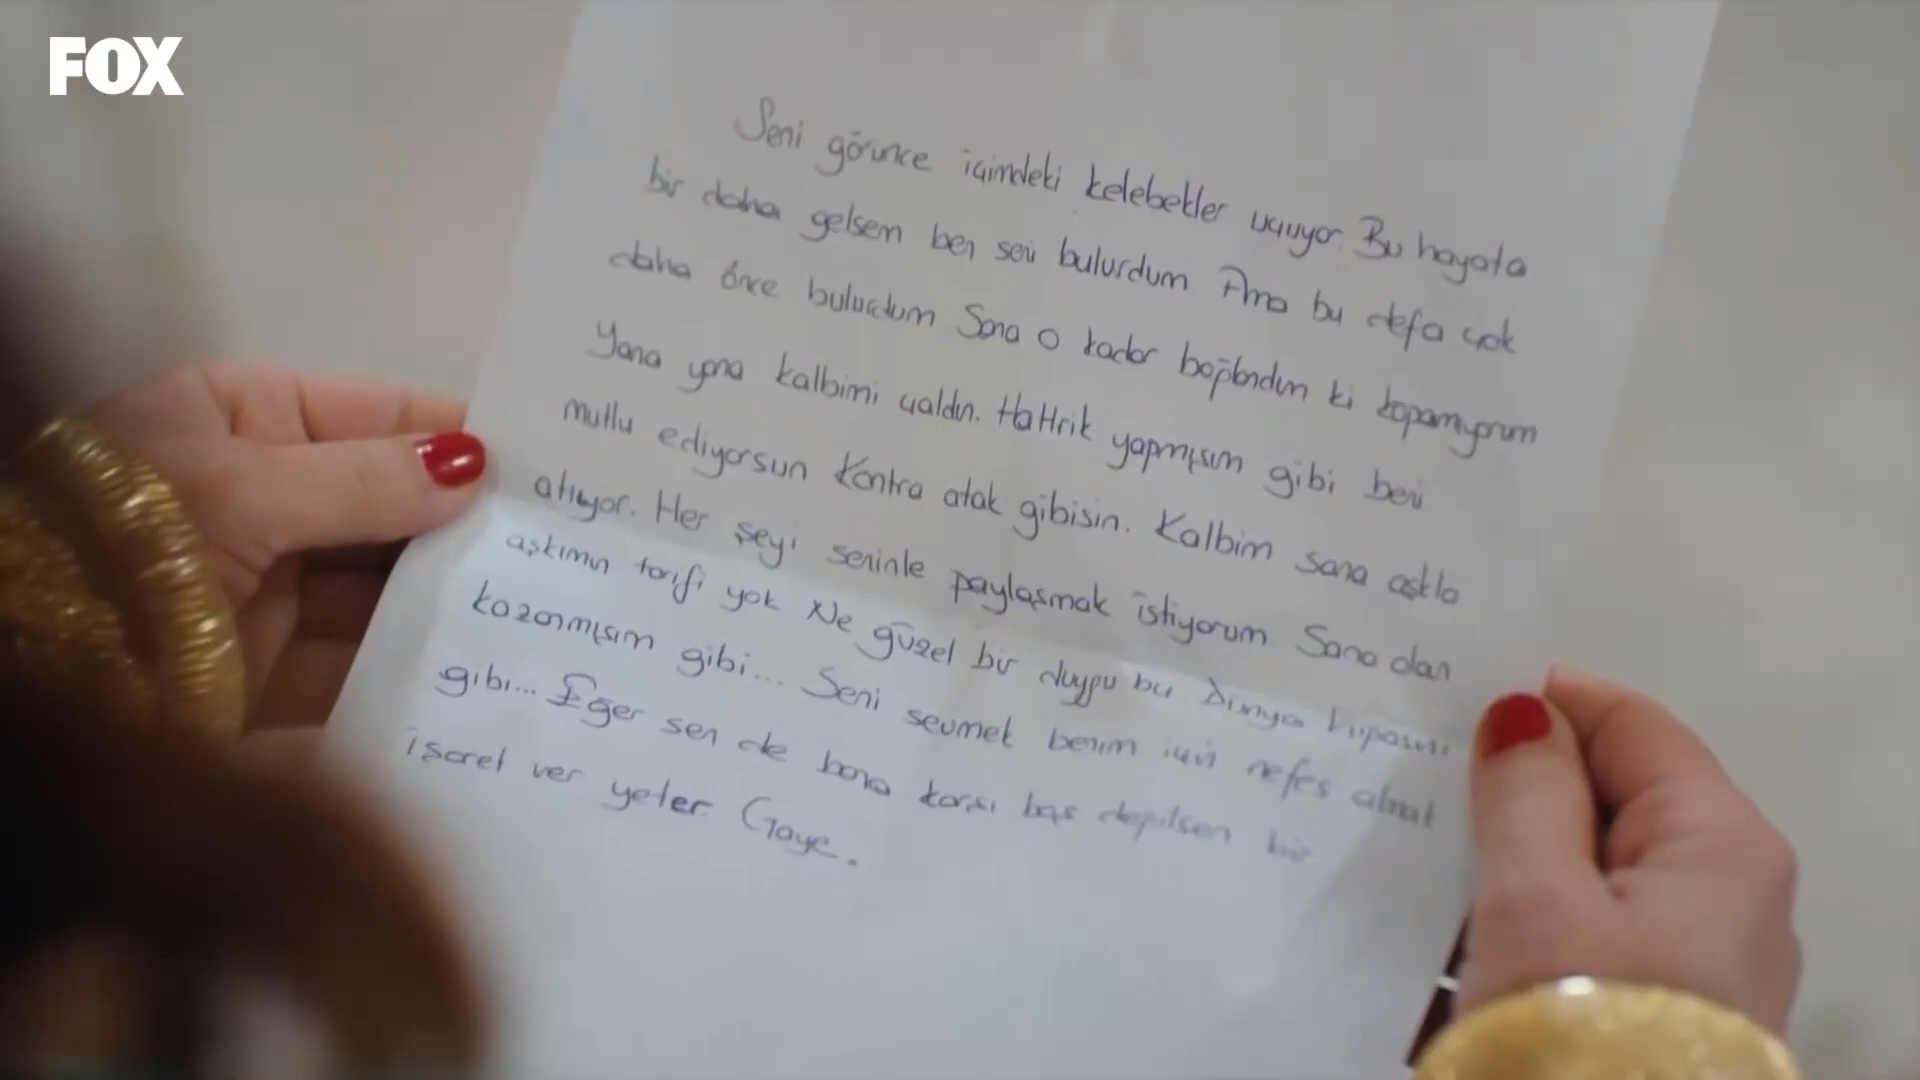 FOX
Seni görünce içimdeki kelebekler uçuyor. Bu hayata
bir daha gelsem ben seni bulurdum. Ama bu defa çok
daha önce bulurdum Sana o kadar bağlandım ki kopamıyorum
Yana yana kalbimi çaldın. Hattrik yapmışım gibi beni
mutlu ediyorsun Kontra atak gibisin. Kalbim sana aşkla
atıyor. Her şeyi seninle paylaşmak istiyorum Sana olan
aşkımın tarifi yok Ne güzel bir duygu bu Dünya kupasını
kazanmışım gibi... Seni sevmek benim için nefes almak
gibi... Eğer sen de bana karşı boş değilsen bir
işaret ver yeter. Gaye.